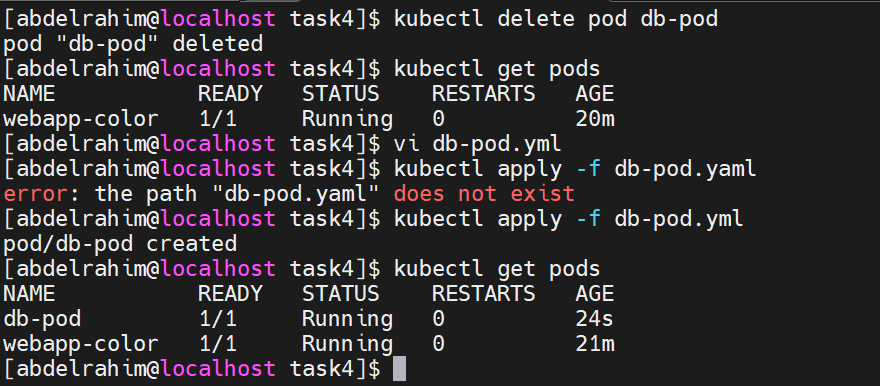 [abdelrahim@localhost task4]$ kubectl delete pod db-pod
pod "db-pod" deleted
[abdelrahim@localhost task4]$ kubectl get pods
NAME           READY   STATUS    RESTARTS   AGE
webapp-color   1/1     Running   0          20m
[abdelrahim@localhost task4]$ vi db-pod.yml
[abdelrahim@localhost task4]$ kubectl apply -f db-pod.yaml
error: the path "db-pod.yaml" does not exist
[abdelrahim@localhost task4]$ kubectl apply -f db-pod.yml
pod/db-pod created
[abdelrahim@localhost task4]$ kubectl get pods
NAME           READY   STATUS    RESTARTS   AGE
db-pod         1/1     Running   0          24s
webapp-color   1/1     Running   0          21m
[abdelrahim@localhost task4]$